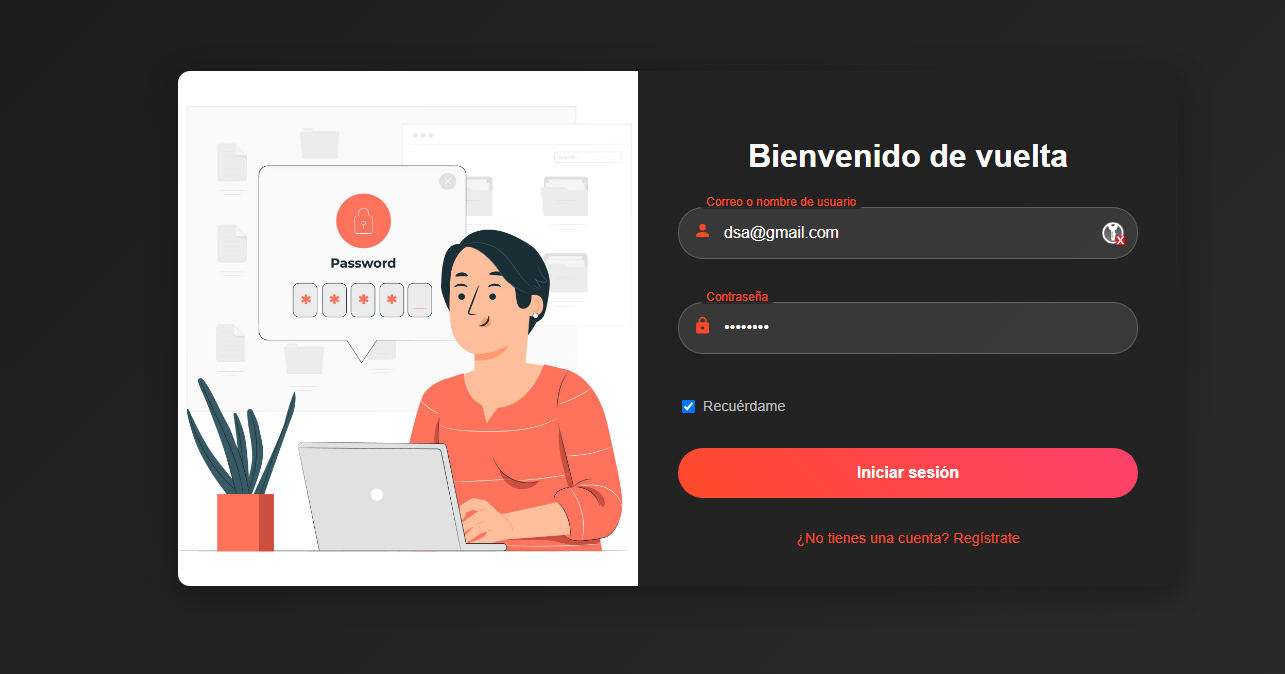 Search...
Password
* * * * _
Bienvenido de vuelta
Correo o nombre de usuario
dsa@gmail.com
x
Contraseña
••••••••
Recuérdame
Iniciar sesión
¿No tienes una cuenta? Regístrate